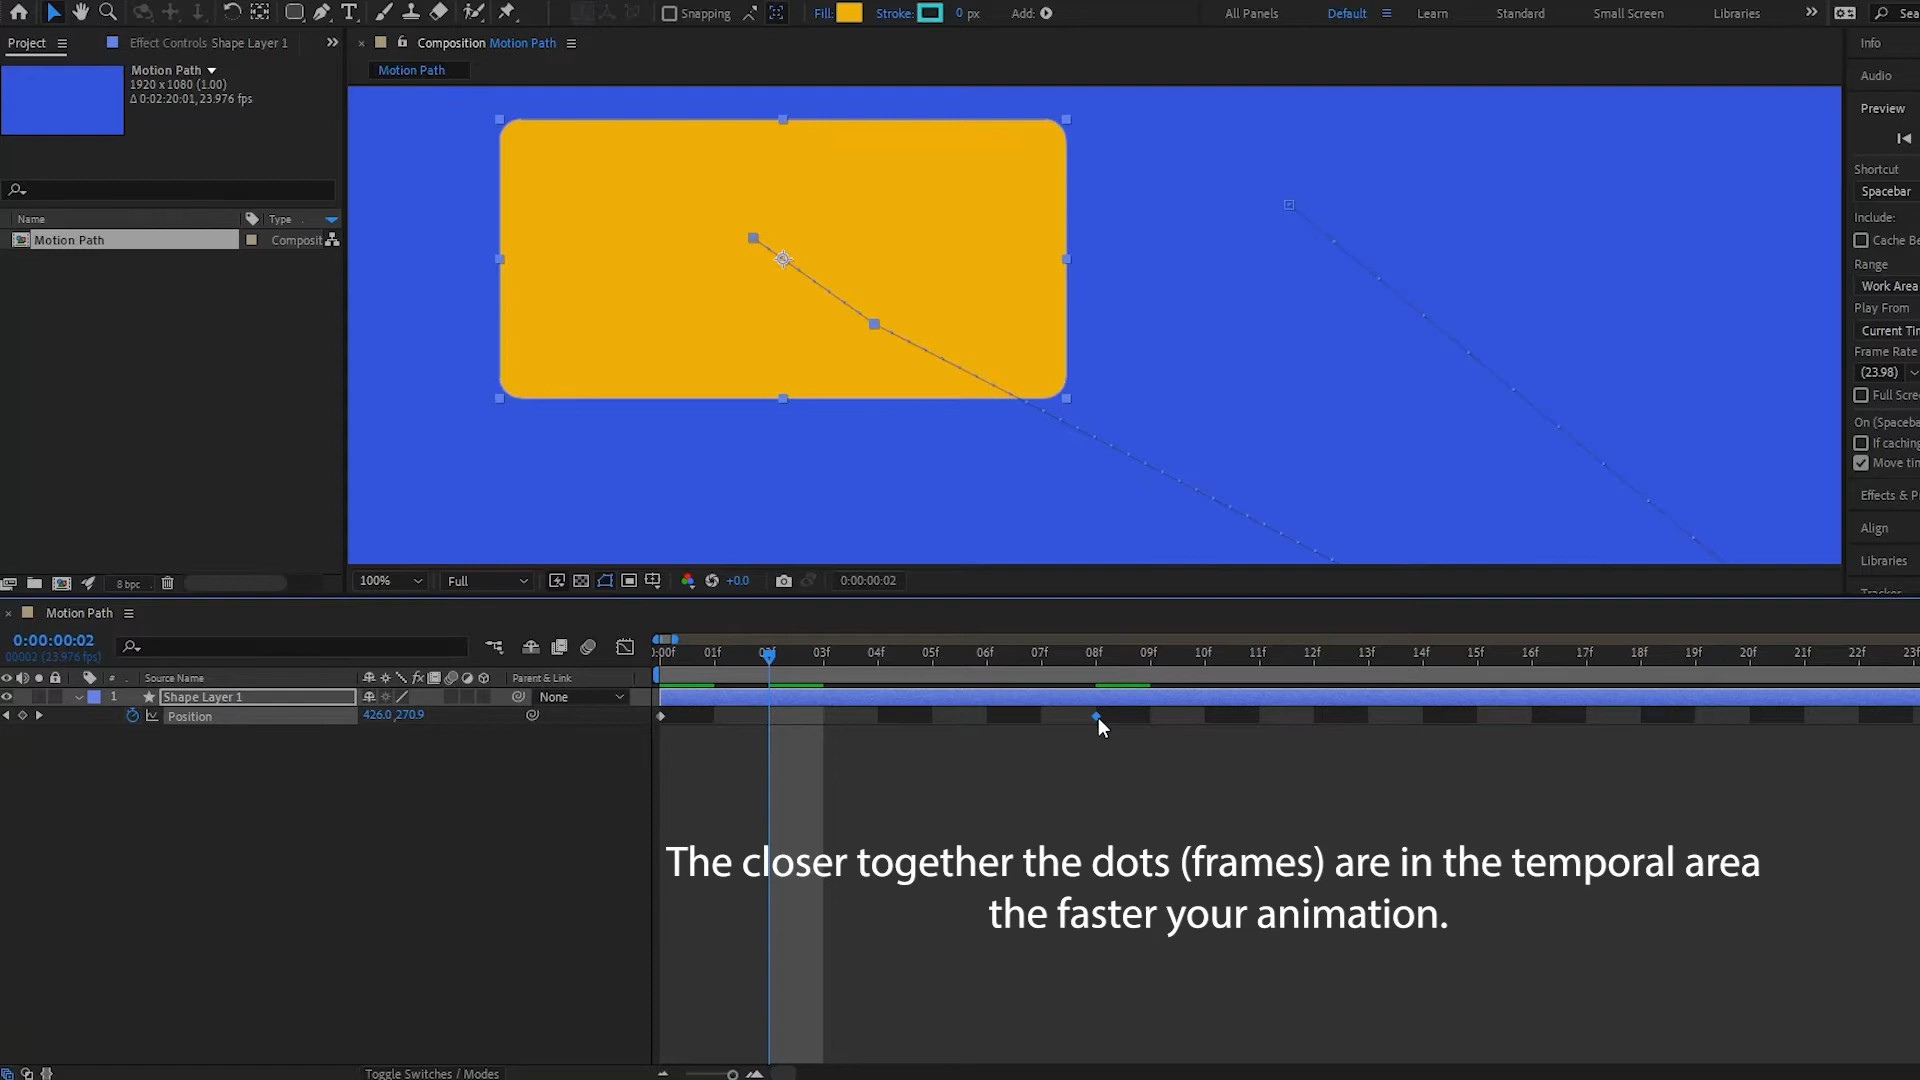 Snapping
Fill:
Stroke:
0 px
Add:
All Panels
Default
Learn
Standard
Small Screen
Libraries
Project
Effect Controls Shape Layer 1
Composition Motion Path
Info
Motion Path
1920 x 1080 (1.00)
Δ 0:02:20:01, 23.976 fps
Motion Path
Audio
Preview
Shortcut
Spacebar
Include:
Name
Type
Motion Path
Composit
Cache Be
Range
Work Area
Play From
Current Tin
Frame Rate
(23.98)
Full Scre
On (Spaceba
If caching
Move tin
Effects & P
Align
Libraries
8 bpc
100%
Full
+0.0
0:00:00:02
Motion Path
0:00:00:02
00002 (23.976 fps)
:00f 01f 03f 04f 05f 06f 07f 08f 09f 10f 11f 12f 13f 14f 15f 16f 17f 18f 19f 20f 21f 22f 23f
# Source Name
fx
Parent & Link
1 Shape Layer 1
None
Position
426.0,270.9
The closer together the dots (frames) are in the temporal area
the faster your animation.
Toggle Switches / Modes